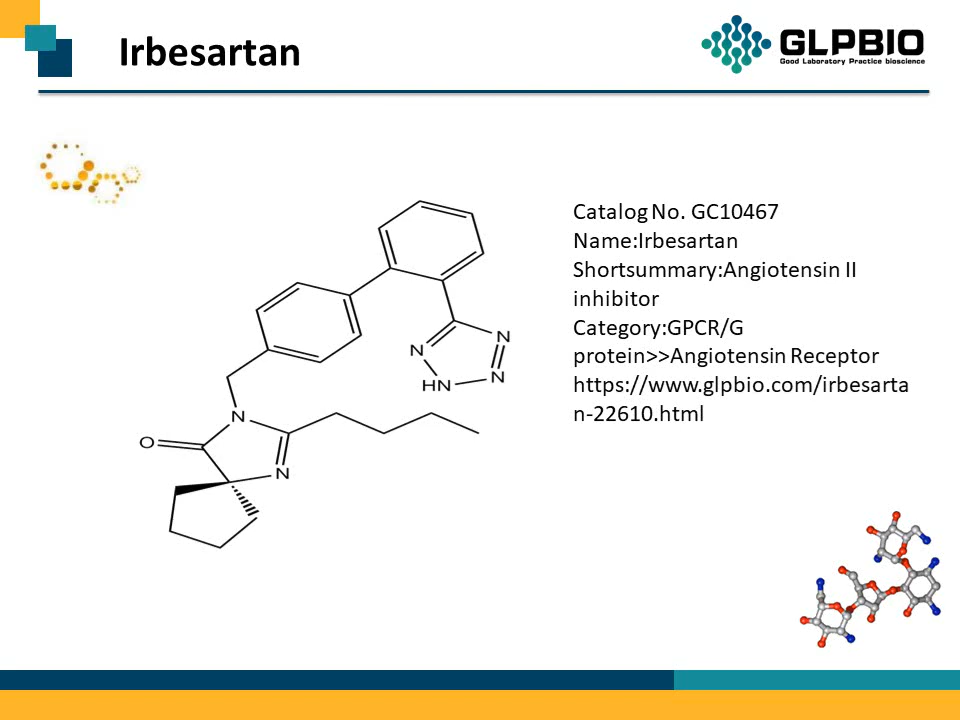 Irbesartan
GLPBIO
Good Laboratory Practice bioscience
Catalog No. GC10467
Name:Irbesartan
Shortsummary:Angiotensin II
inhibitor
Category:GPCR/G
protein>>Angiotensin Receptor
https://www.glpbio.com/irbesarta
n-22610.html
N
N
N
HN
N
O
N